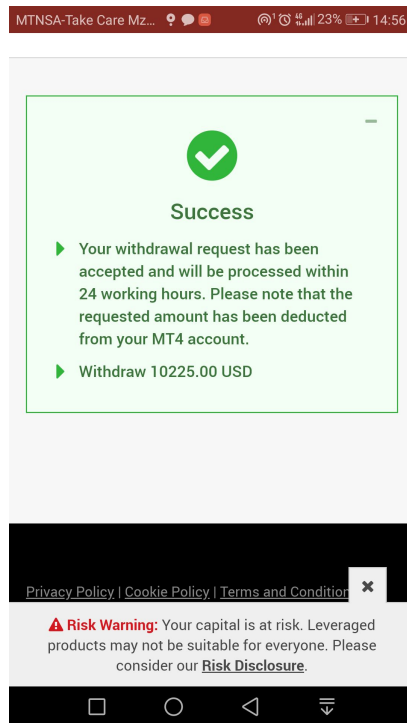 MTNSA-Take Care Mz... 23% 14:56
Success
Your withdrawal request has been
accepted and will be processed within
24 working hours. Please note that the
requested amount has been deducted
from your MT4 account.
Withdraw 10225.00 USD
Privacy Policy | Cookie Policy | Terms and Condition
Risk Warning: Your capital is at risk. Leveraged
products may not be suitable for everyone. Please
consider our Risk Disclosure.